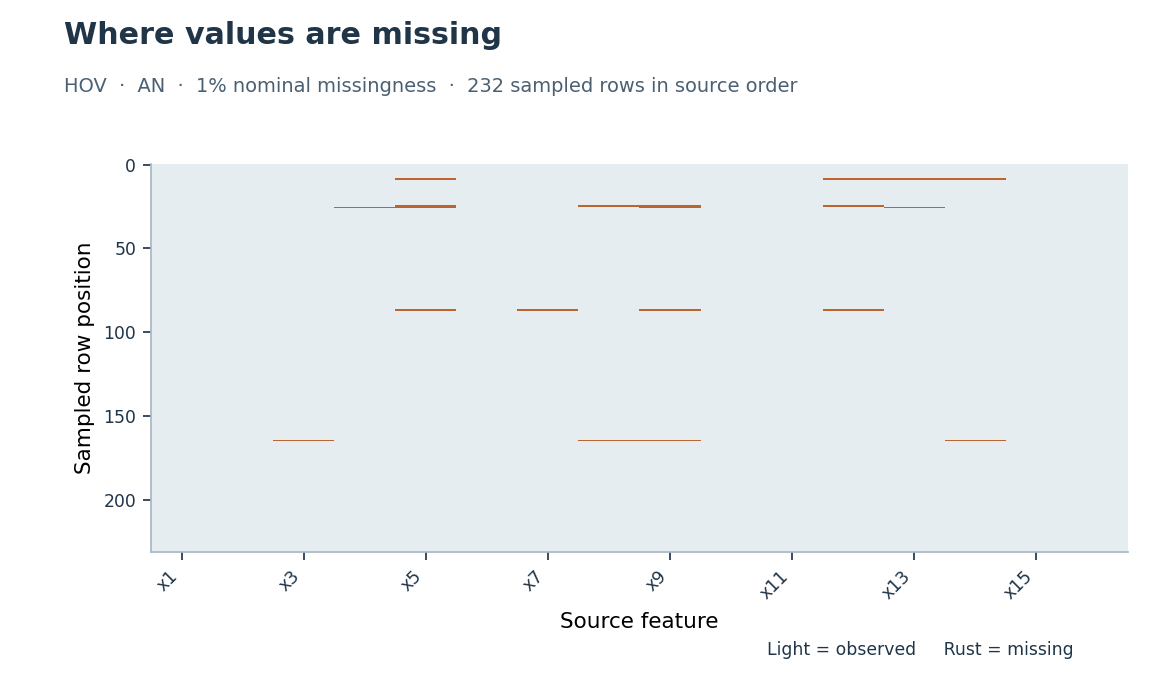 Where values are missing
HOV · AN · 1% nominal missingness · 232 sampled rows in source order
0
50
100
150
200
Sampled row position
x1
x3
x5
x7
x9
x11
x13
x15
Source feature
Light = observed Rust = missing